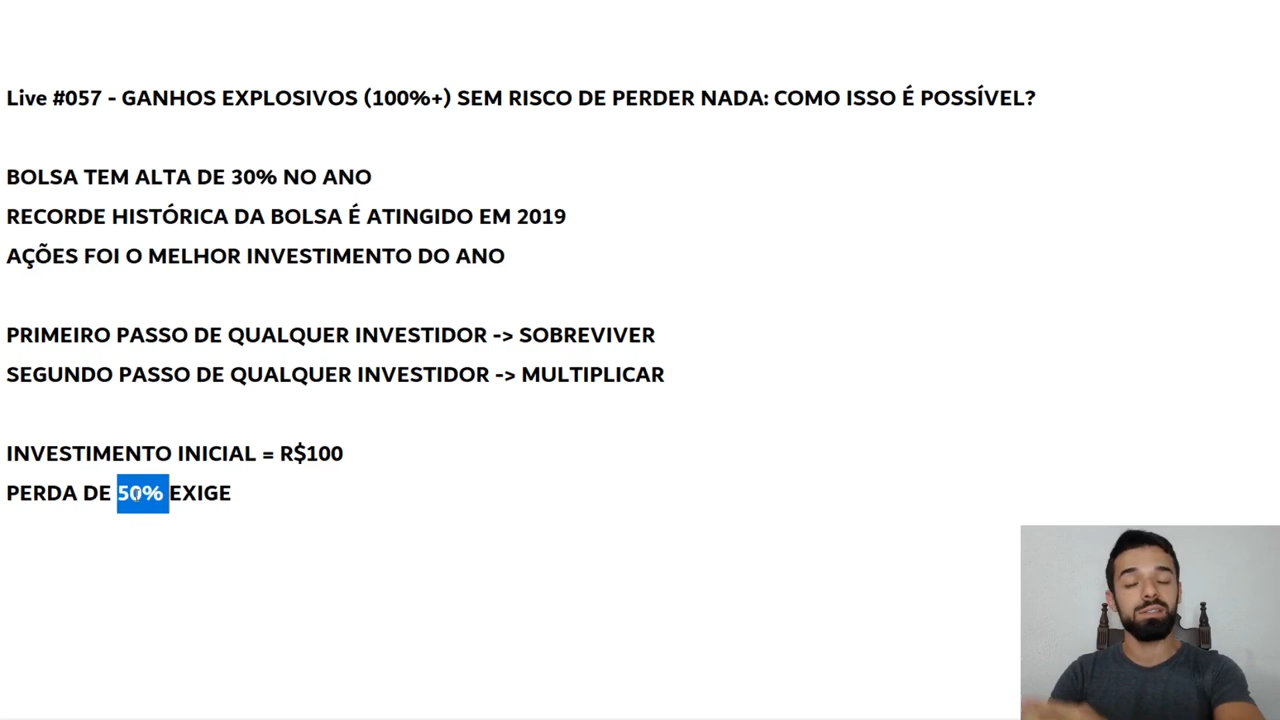 Live #057 - GANHOS EXPLOSIVOS (100%+) SEM RISCO DE PERDER NADA: COMO ISSO É POSSÍVEL?
BOLSA TEM ALTA DE 30% NO ANO
RECORDE HISTÓRICA DA BOLSA É ATINGIDO EM 2019
AÇÕES FOI O MELHOR INVESTIMENTO DO ANO
PRIMEIRO PASSO DE QUALQUER INVESTIDOR -> SOBREVIVER
SEGUNDO PASSO DE QUALQUER INVESTIDOR -> MULTIPLICAR
INVESTIMENTO INICIAL = R$100
PERDA DE 50% EXIGE